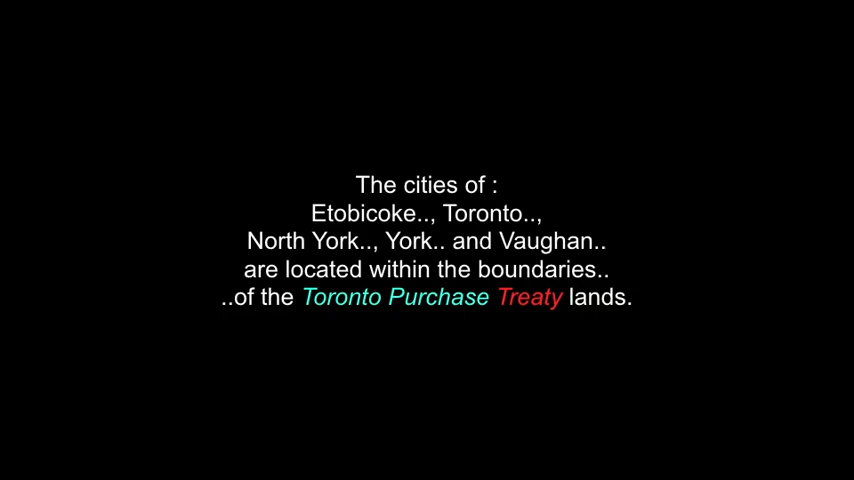 The cities of :
Etobicoke.., Toronto..,
North York.., York.. and Vaughan..
are located within the boundaries..
..of the Toronto Purchase Treaty lands.